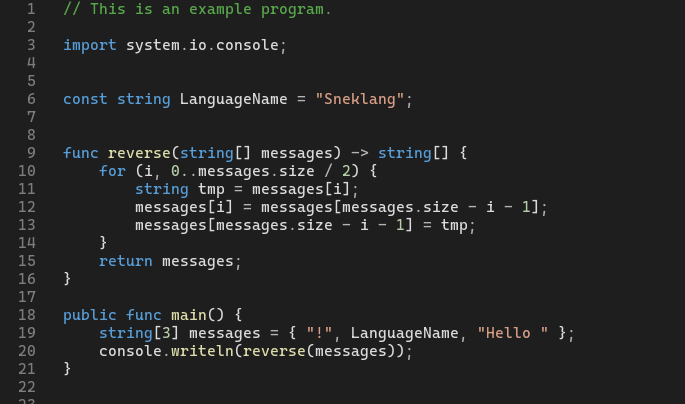 1 // This is an example program.
2
3 import system.io.console;
4
5
6 const string LanguageName = "Sneklang";
7
8
9 func reverse(string[] messages) -> string[] {
10     for (i, 0..messages.size / 2) {
11         string tmp = messages[i];
12         messages[i] = messages[messages.size - i - 1];
13         messages[messages.size - i - 1] = tmp;
14     }
15     return messages;
16 }
17
18 public func main() {
19     string[3] messages = { "!", LanguageName, "Hello " };
20     console.writeln(reverse(messages));
21 }
22
23